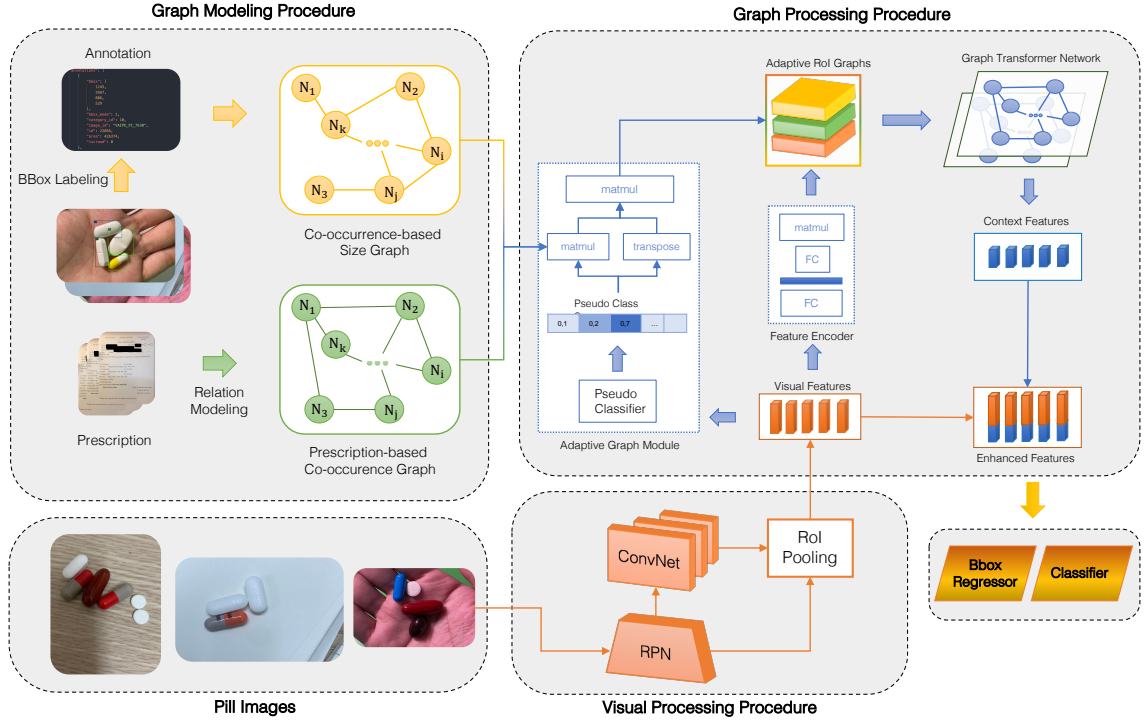 Graph Modeling Procedure
Annotation
BBox Labeling
Prescription
Relation
Modeling
N1
N2
Nk
Ni
N3
Nj
Co-occurrence-based
Size Graph
N1
N2
Nk
Ni
N3
Nj
Prescription-based
Co-occurence Graph
Graph Processing Procedure
matmul
matmul
transpose
Pseudo Class
0,1
0,2
0,7
...
Pseudo
Classifier
Adaptive Graph Module
Adaptive RoI Graphs
matmul
FC
FC
Feature Encoder
Visual Features
Graph Transformer Network
Context Features
Enhanced Features
Pill Images
ConvNet
RoI
Pooling
RPN
Visual Processing Procedure
Bbox
Regressor
Classifier